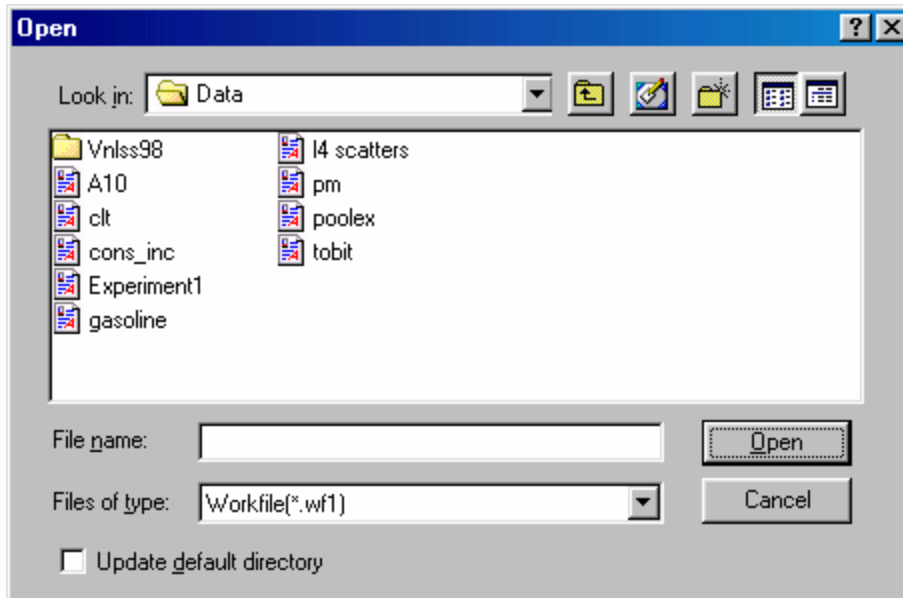 Open
Look in: Data
Vnlss98
A10
clt
cons_inc
Experiment1
gasoline
l4 scatters
pm
poolex
tobit
File name:
Open
Files of type: Workfile(*.wf1)
Cancel
Update default directory